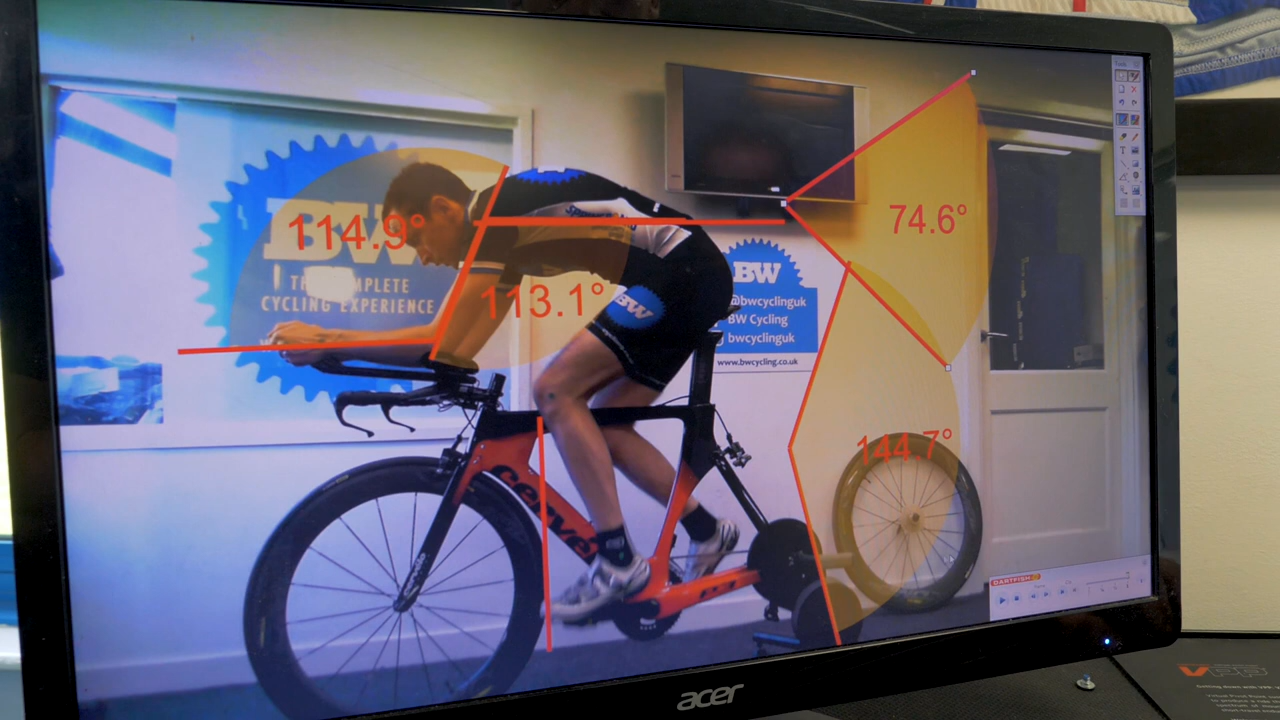 BW
THE COMPLETE
CYCLING EXPERIENCE
114.9°
113.1°
74.6°
144.7°
BW
BW
@bwcyclinguk
BW Cycling
bwcyclinguk
www.bwcycling.co.uk
cervélo
DARTFISH
acer
VPP